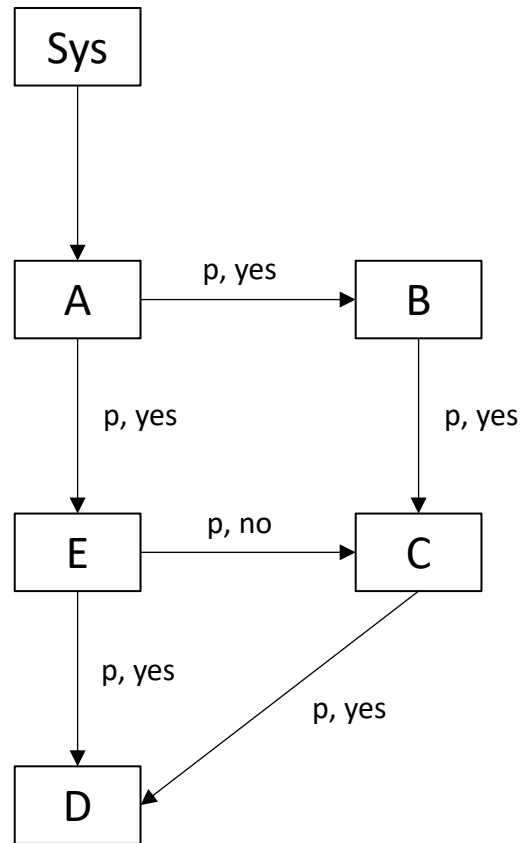 Sys
p, yes
A
B
p, yes
p, yes
p, no
E
C
p, yes
p, yes
D